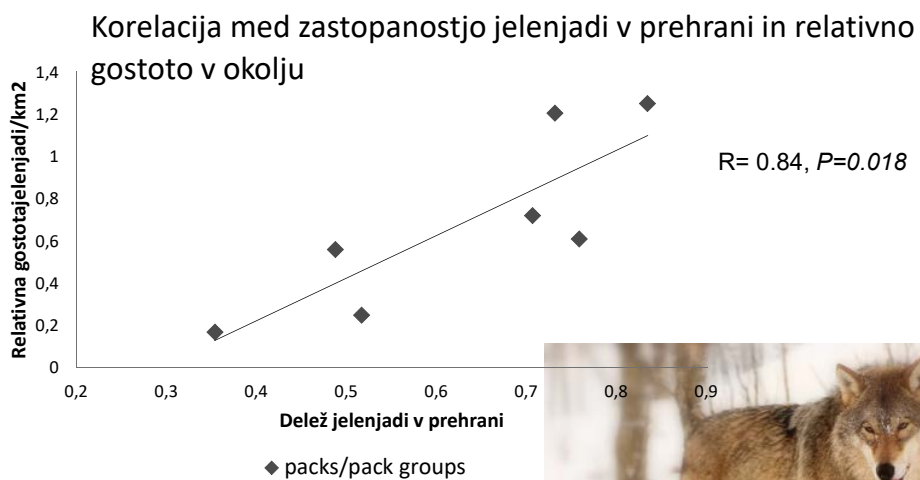 Korelacija med zastopanostjo jelenjadi v prehrani in relativno
gostoto v okolju
Relativna gostotajelenjadi/km2
1,4
1,2
1
0,8
0,6
0,4
0,2
0
R= 0.84, P=0.018
0,2 0,3 0,4 0,5 0,6 0,7 0,8 0,9
Delež jelenjadi v prehrani
packs/pack groups